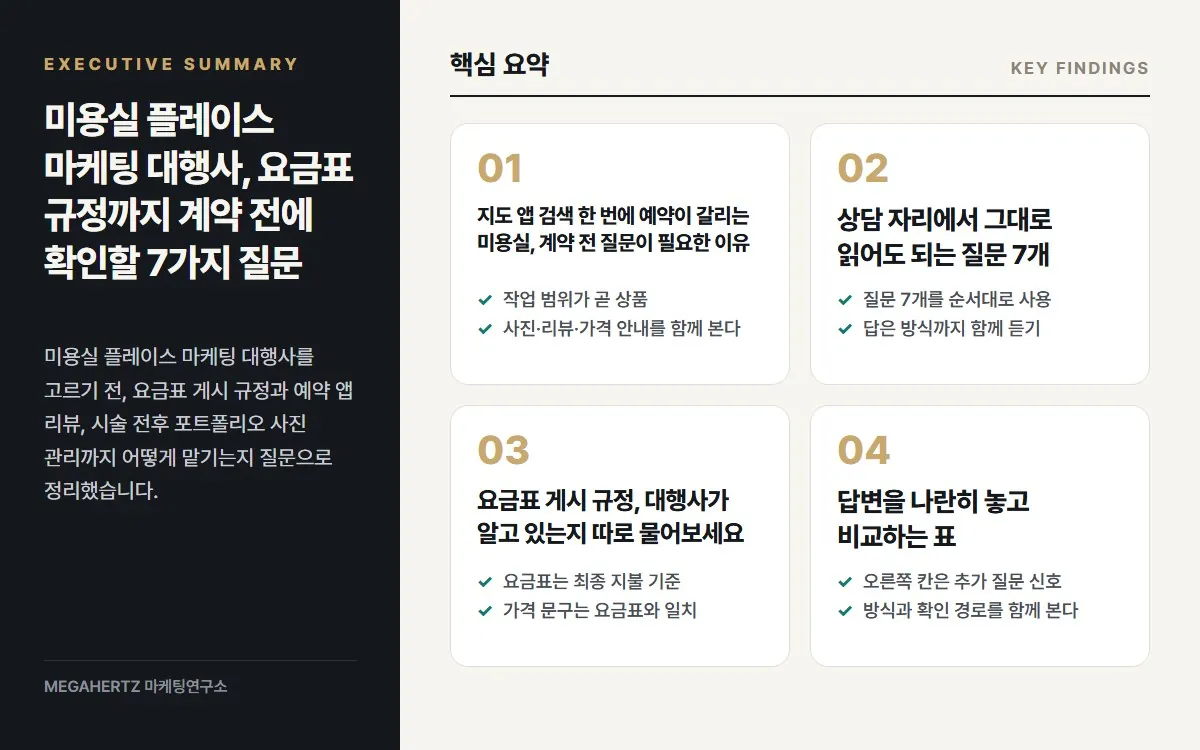 EXECUTIVE SUMMARY
미용실 플레이스
마케팅 대행사, 요금표
규정까지 계약 전에
확인할 7가지 질문
미용실 플레이스 마케팅 대행사를
고르기 전, 요금표 게시 규정과 예약 앱
리뷰, 시술 전후 포트폴리오 사진
관리까지 어떻게 맡기는지 질문으로
정리했습니다.
MEGAHERTZ 마케팅연구소
핵심 요약
KEY FINDINGS
01
지도 앱 검색 한 번에 예약이 갈리는
미용실, 계약 전 질문이 필요한 이유
작업 범위가 곧 상품
사진·리뷰·가격 안내를 함께 본다
02
상담 자리에서 그대로
읽어도 되는 질문 7개
질문 7개를 순서대로 사용
답은 방식까지 함께 듣기
03
요금표 게시 규정, 대행사가
알고 있는지 따로 물어보세요
요금표는 최종 지불 기준
가격 문구는 요금표와 일치
04
답변을 나란히 놓고
비교하는 표
오른쪽 칸은 추가 질문 신호
방식과 확인 경로를 함께 본다